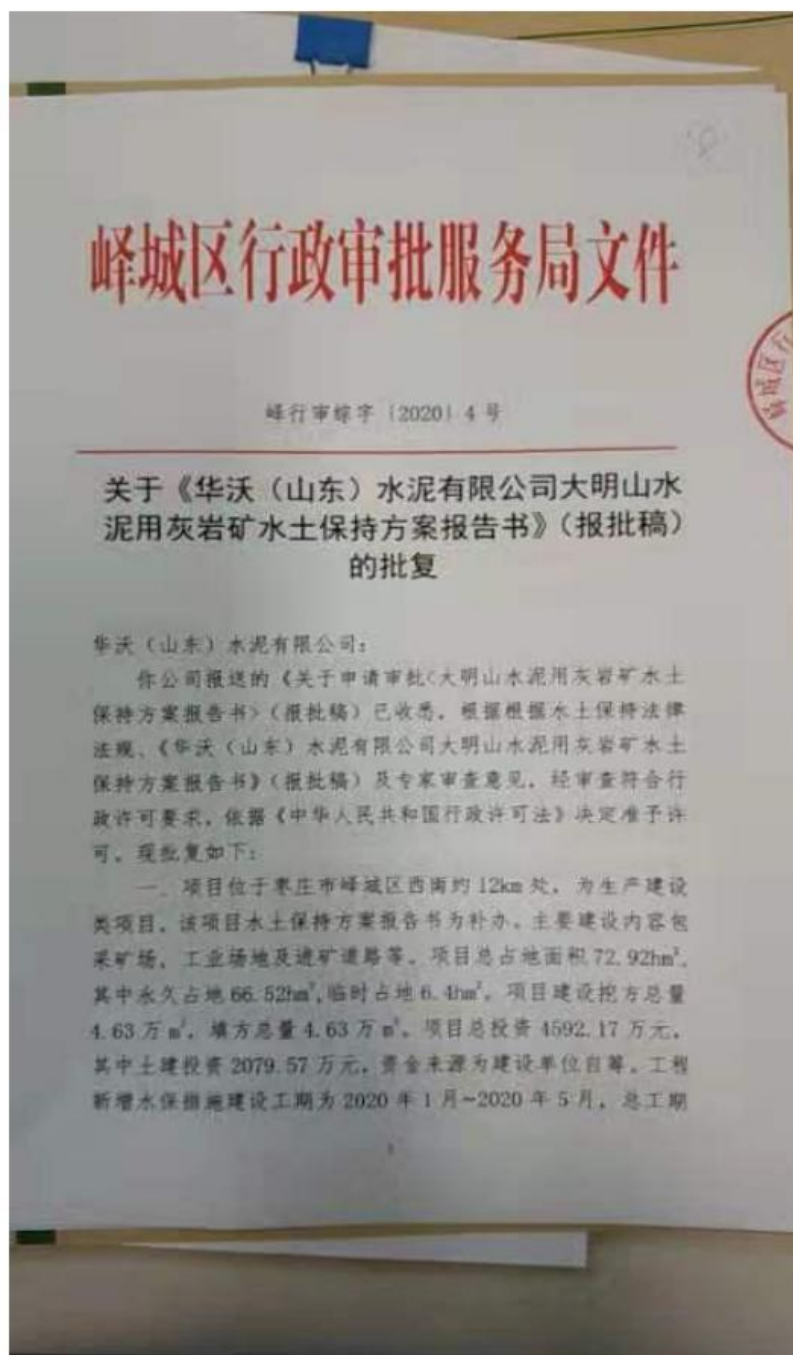 峄城区行政审批服务局文件
峄城区行
峄行审综字〔2020〕4号
关于《华沃（山东）水泥有限公司大明山水
泥用灰岩矿水土保持方案报告书》（报批稿）
的批复
华沃（山东）水泥有限公司：
你公司报送的《关于申请审批<大明山水泥用灰岩矿水土
保持方案报告书>（报批稿）已收悉，根据根据水土保持法律
法规、《华沃（山东）水泥有限公司大明山水泥用灰岩矿水土
保持方案报告书》（报批稿）及专家审查意见，经审查符合行
政许可要求，依据《中华人民共和国行政许可法》决定准予许
可，现批复如下：
一、项目位于枣庄市峄城区西南约12km处，为生产建设
类项目，该项目水土保持方案报告书为补办。主要建设内容包
采矿场、工业场地及进矿道路等。项目总占地面积72.92hm²，
其中永久占地66.52hm²,临时占地6.4hm²。项目建设挖方总量
4.63万m³，填方总量4.63万m³。项目总投资4592.17万元，
其中土建投资2079.57万元，资金来源为建设单位自筹。工程
新增水保措施建设工期为2020年1月~2020年5月，总工期